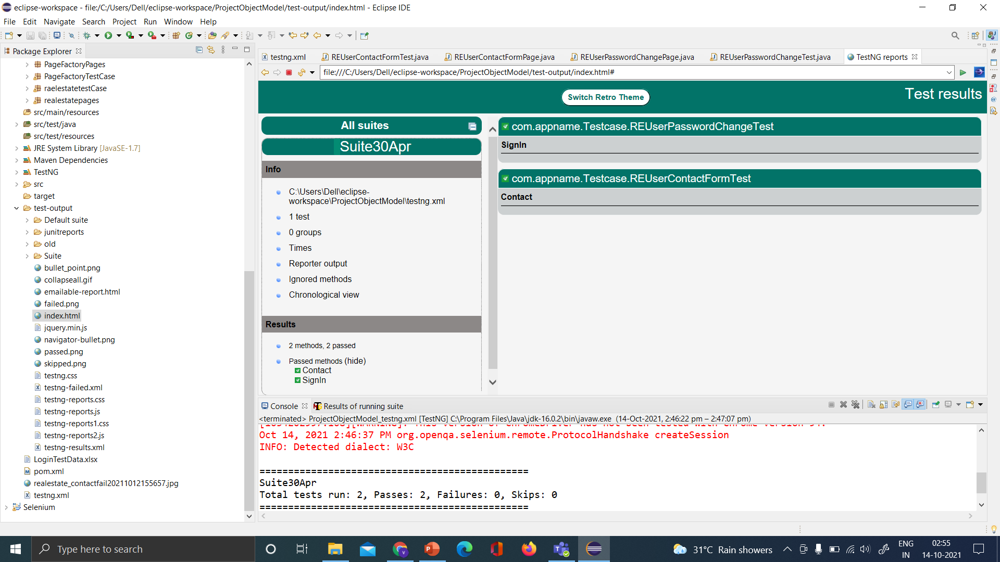 eclipse-workspace - file:/C:/Users/Dell/eclipse-workspace/ProjectObjectModel/test-output/index.html - Eclipse IDE
File Edit Navigate Search Project Run Window Help
Package Explorer
PageFactoryPages
PageFactoryTestCase
raelestatetestCase
realestatepages
src/main/resources
src/test/java
src/test/resources
JRE System Library [JavaSE-1.7]
Maven Dependencies
TestNG
src
target
test-output
Default suite
junitreports
old
Suite
bullet_point.png
collapseall.gif
emailable-report.html
failed.png
index.html
jquery.min.js
navigator-bullet.png
passed.png
skipped.png
testng.css
testng-failed.xml
testng-reports.css
testng-reports.js
testng-reports1.css
testng-reports2.js
testng-results.xml
LoginTestData.xlsx
pom.xml
realestate_contactfail20211012155657.jpg
testng.xml
Selenium
testng.xml REUserContactFormTest.java REUserContactFormPage.java REUserPasswordChangePage.java REUserPasswordChangeTest.java TestNG reports
file:///C:/Users/Dell/eclipse-workspace/ProjectObjectModel/test-output/index.html#
Switch Retro Theme
Test results
All suites
Suite30Apr
Info
C:\Users\Dell\eclipse-
workspace\ProjectObjectModel\testng.xml
1 test
0 groups
Times
Reporter output
Ignored methods
Chronological view
Results
2 methods, 2 passed
Passed methods (hide)
Contact
SignIn
com.appname.Testcase.REUserPasswordChangeTest
SignIn
com.appname.Testcase.REUserContactFormTest
Contact
Console Results of running suite
<terminated> ProjectObjectModel_testng.xml [TestNG] C:\Program Files\Java\jdk-16.0.2\bin\javaw.exe (14-Oct-2021, 2:46:22 pm – 2:47:07 pm)
Oct 14, 2021 2:46:37 PM org.openqa.selenium.remote.ProtocolHandshake createSession
INFO: Detected dialect: W3C
===============================================
Suite30Apr
Total tests run: 2, Passes: 2, Failures: 0, Skips: 0
===============================================
Type here to search
31°C Rain showers
ENG
IN
02:55
14-10-2021